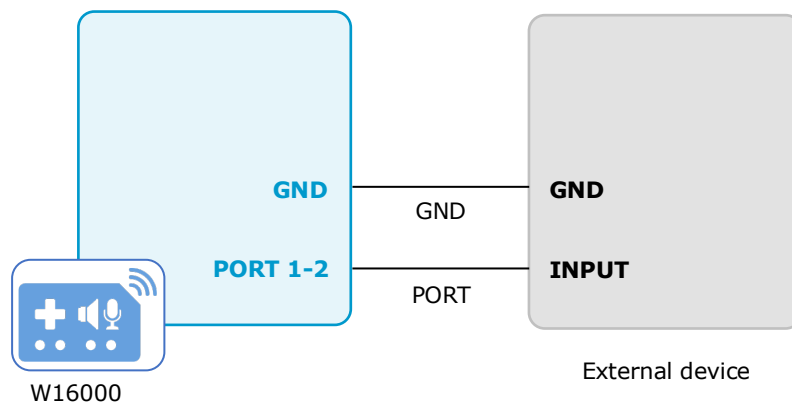 GND
GND
GND
PORT 1-2
PORT
INPUT
External device
W16000